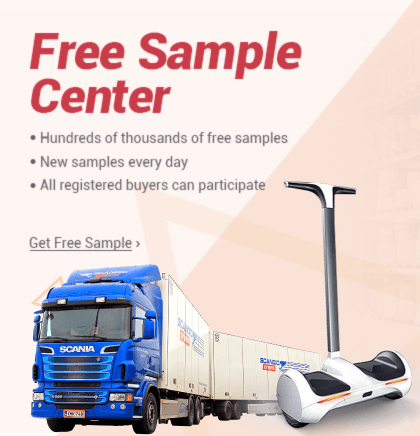 Free Sample
Center
• Hundreds of thousands of free samples
• New samples every day
• All registered buyers can participate
Get Free Sample ›
SCANIA